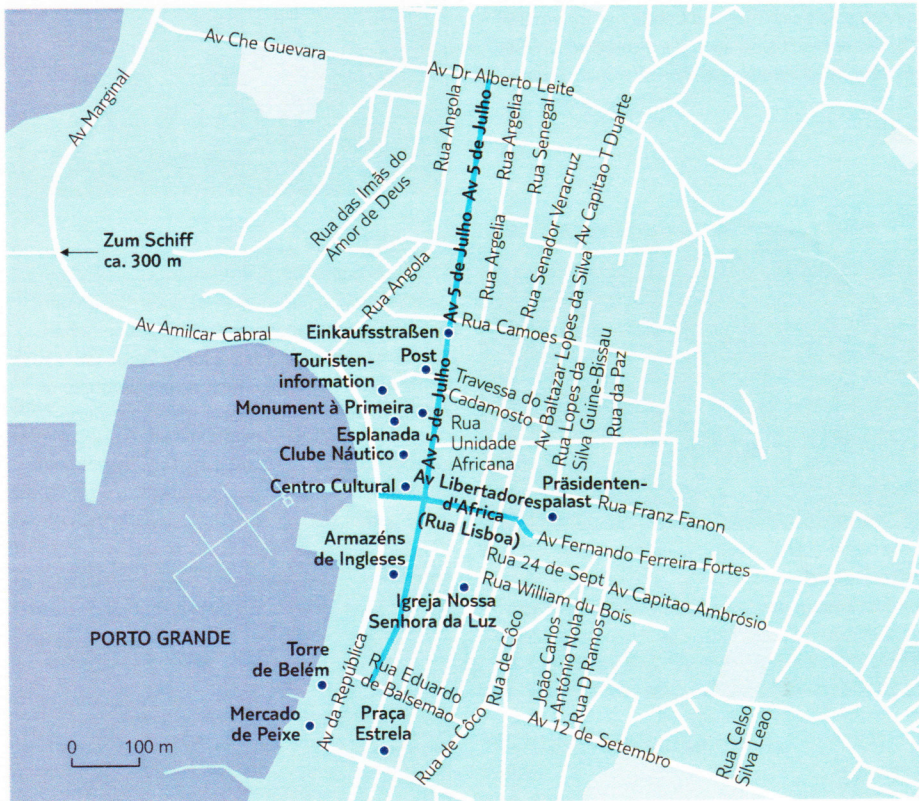 Av Che Guevara
Av Dr Alberto Leite
Av Marginal
Rua Angola
Av 5 de Julho
Rua Argelia
Rua Senegal
Av Capitao T Duarte
Rua das Imãs do
Amor de Deus
Rua Senador Veracruz
Zum Schiff
ca. 300 m
Rua Angola
Av 5 de Julho
Rua Argelia
Av Baltazar Lopes da Silva
Av Amilcar Cabral
Einkaufsstraßen
Rua Camoes
Post
Touristen-
information
Travessa do
Cadamosto
Rua Lopes da
Silva Guine-Bissau
Rua da Paz
Monument à Primeira
Esplanada
Av 5 de Julho
Rua
Unidade
Africana
Clube Náutico
Centro Cultural
Av Libertadores
d'Africa
(Rua Lisboa)
Präsidenten-
palast
Rua Franz Fanon
Av Fernando Ferreira Fortes
Armazéns
de Ingleses
Rua 24 de Sept
Av Capitao Ambrósio
Rua William du Bois
Igreja Nossa
Senhora da Luz
PORTO GRANDE
Torre
de Belém
Av da República
Rua Eduardo
de Balsemao
Rua de Côco
João Carlos
António Nola
Rua D Ramos
Mercado
de Peixe
Praça
Estrela
Rua de Côco
Av 12 de Setembro
Rua Celso
Silva Leao
0 100 m